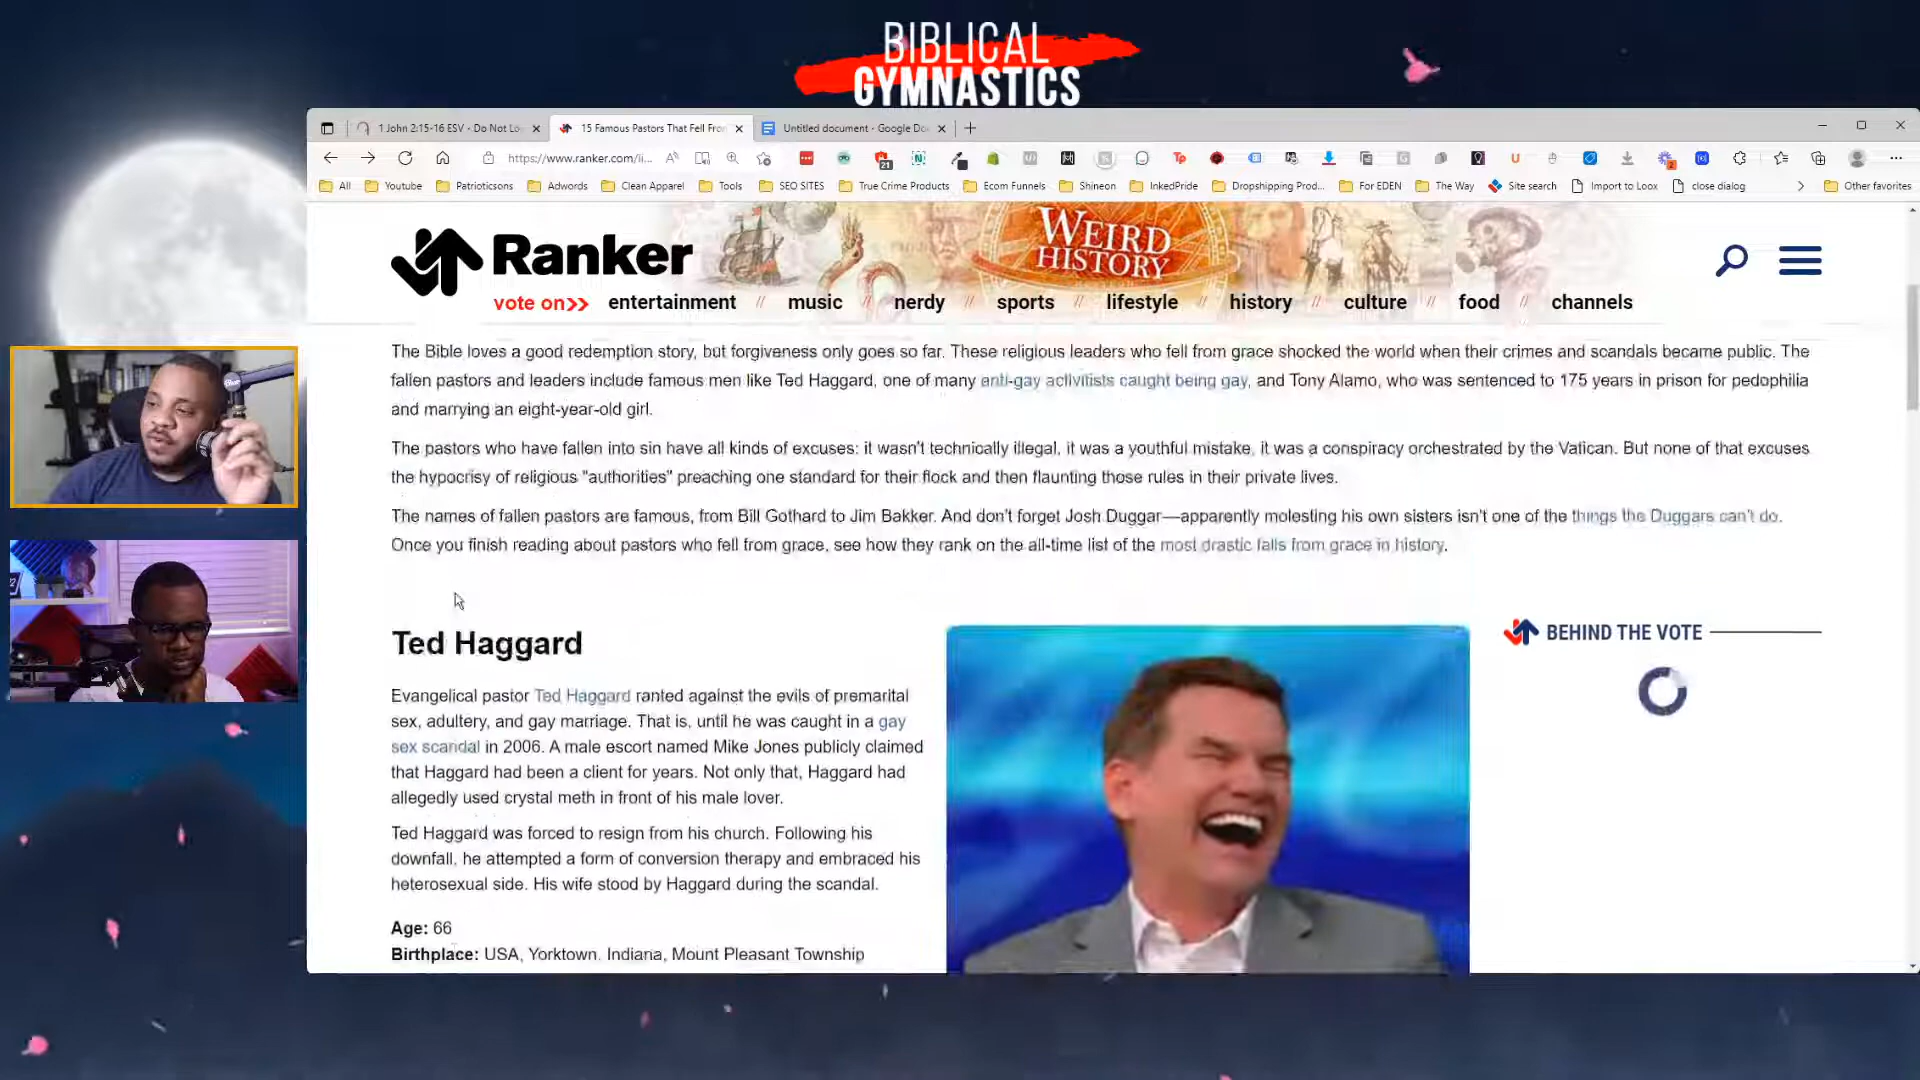 BIBLICAL
GYMNASTICS
1 John 2:15-16 ESV - Do Not Lo
15 Famous Pastors That Fell Fro
Untitled document - Google Do
https://www.ranker.com/li...
21
2
All
Youtube
Patrioticsons
Adwords
Clean Apparel
Tools
SEO SITES
True Crime Products
Ecom Funnels
Shineon
InkedPride
Dropshipping Prod...
For EDEN
The Way
Site search
Import to Loox
close dialog
Other favorites
Ranker
WEIRD
HISTORY
vote on>> entertainment // music // nerdy // sports // lifestyle // history // culture // food // channels
The Bible loves a good redemption story, but forgiveness only goes so far. These religious leaders who fell from grace shocked the world when their crimes and scandals became public. The
fallen pastors and leaders include famous men like Ted Haggard, one of many anti-gay activitists caught being gay, and Tony Alamo, who was sentenced to 175 years in prison for pedophilia
and marrying an eight-year-old girl.
The pastors who have fallen into sin have all kinds of excuses: it wasn't technically illegal, it was a youthful mistake, it was a conspiracy orchestrated by the Vatican. But none of that excuses
the hypocrisy of religious "authorities" preaching one standard for their flock and then flaunting those rules in their private lives.
The names of fallen pastors are famous, from Bill Gothard to Jim Bakker. And don't forget Josh Duggar—apparently molesting his own sisters isn't one of the things the Duggars can't do.
Once you finish reading about pastors who fell from grace, see how they rank on the all-time list of the most drastic falls from grace in history.
Ted Haggard
Evangelical pastor Ted Haggard ranted against the evils of premarital
sex, adultery, and gay marriage. That is, until he was caught in a gay
sex scandal in 2006. A male escort named Mike Jones publicly claimed
that Haggard had been a client for years. Not only that, Haggard had
allegedly used crystal meth in front of his male lover.
Ted Haggard was forced to resign from his church. Following his
downfall, he attempted a form of conversion therapy and embraced his
heterosexual side. His wife stood by Haggard during the scandal.
Age: 66
Birthplace: USA, Yorktown, Indiana, Mount Pleasant Township
BEHIND THE VOTE